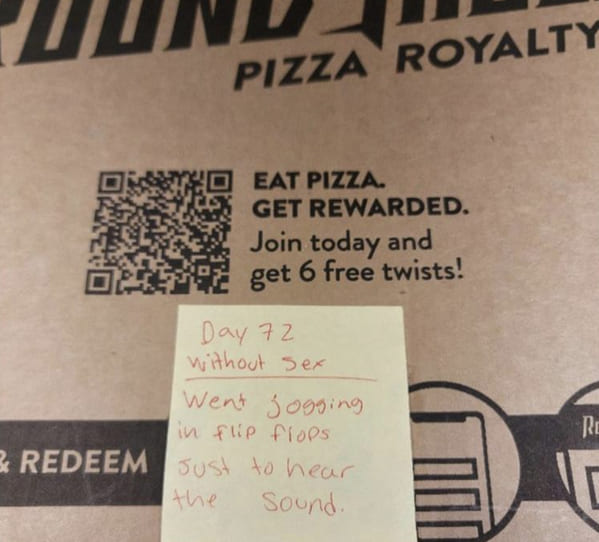 PIZZA ROYALTY
EAT PIZZA.
GET REWARDED.
Join today and
get 6 free twists!
Day 72
without sex
Went jogging
in flip flops
Just to hear
the sound.
& REDEEM